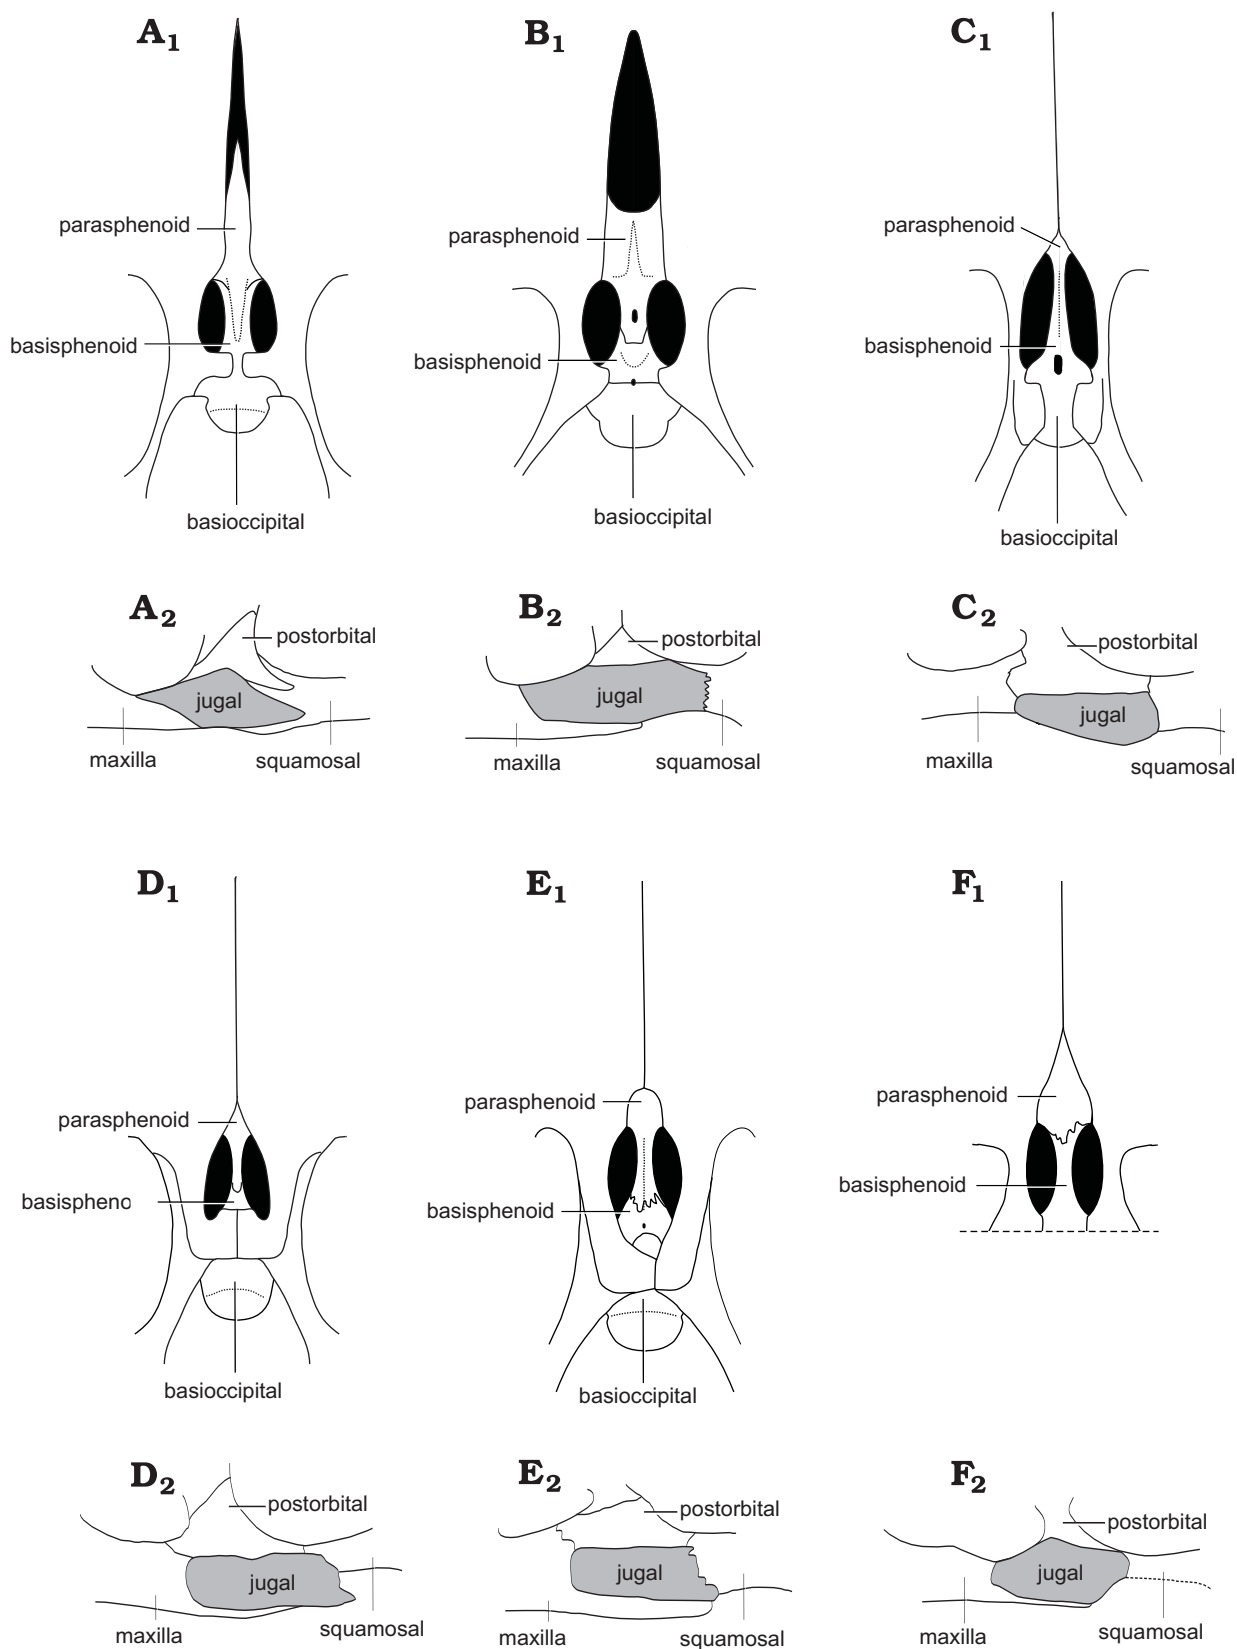 A1
B1
C1
parasphenoid
parasphenoid
parasphenoid
basisphenoid
basisphenoid
basisphenoid
basioccipital
basioccipital
basioccipital
A2
B2
C2
postorbital
postorbital
postorbital
jugal
jugal
jugal
maxilla
squamosal
maxilla
squamosal
maxilla
squamosal
D1
E1
F1
parasphenoid
parasphenoid
parasphenoid
basispheno
basisphenoid
basisphenoid
basioccipital
basioccipital
D2
E2
F2
postorbital
postorbital
postorbital
jugal
jugal
jugal
maxilla
squamosal
maxilla
squamosal
maxilla
squamosal